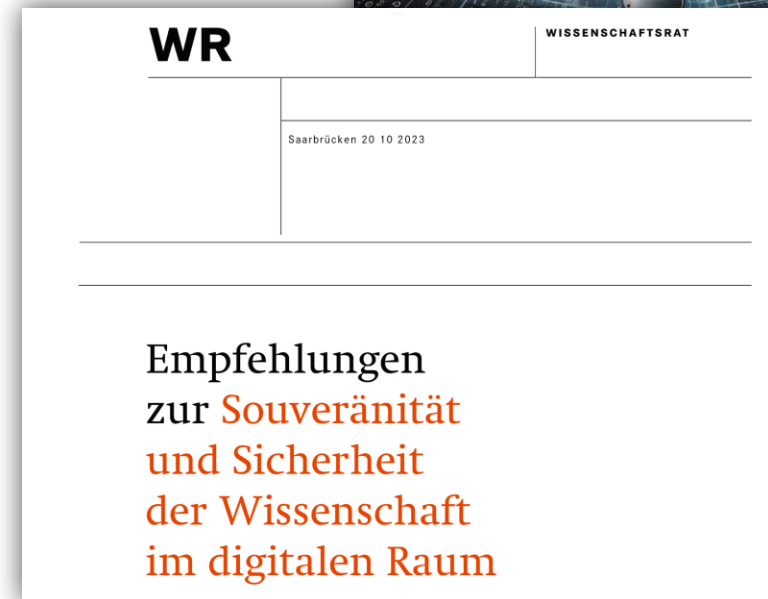 WR
WISSENSCHAFTSRAT
Saarbrücken 20 10 2023
Empfehlungen
zur Souveränität
und Sicherheit
der Wissenschaft
im digitalen Raum